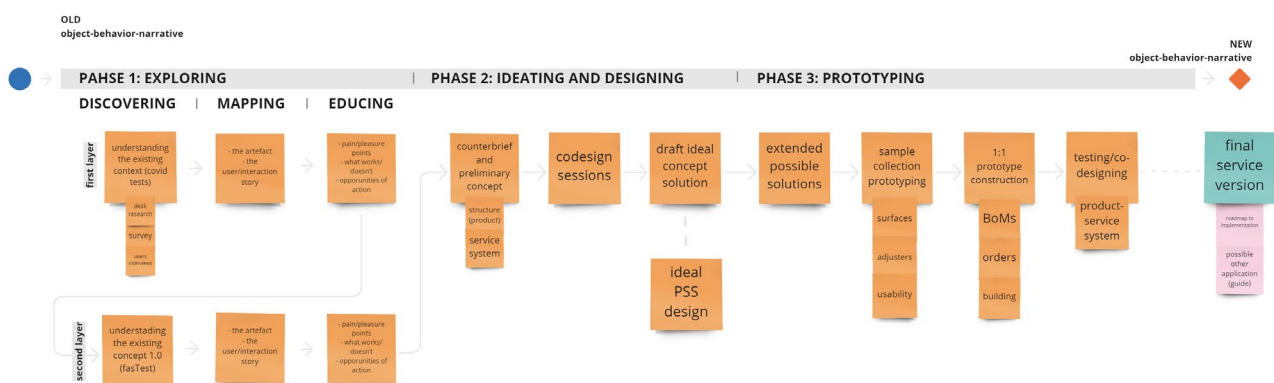 OLD
object-behavior-narrative
NEW
object-behavior-narrative
PAHSE 1: EXPLORING | PHASE 2: IDEATING AND DESIGNING | PHASE 3: PROTOTYPING
DISCOVERING | MAPPING | EDUCING
first layer
understanding
the existing
context (covid
tests)
desk
research
survey
users
interviews
- the artefact
- the
user/interaction
story
- pain/pleasure
points
- what works/
doesn't
- opporunities of
action
counterbrief
and
preliminary
concept
structure
(product)
service
system
codesign
sessions
draft ideal
concept
solution
ideal
PSS
design
extended
possible
solutions
sample
collection
prototyping
surfaces
adjusters
usability
1:1
prototype
construction
BoMs
orders
building
testing/co-
designing
product-
service
system
final
service
version
roadmap to
implementation
possible
other
application
(guide)
second layer
understading
the existing
concept 1.0
(fasTest)
- the artefact
- the
user/interaction
story
- pain/pleasure
points
- what works/
doesn't
- opporunities of
action